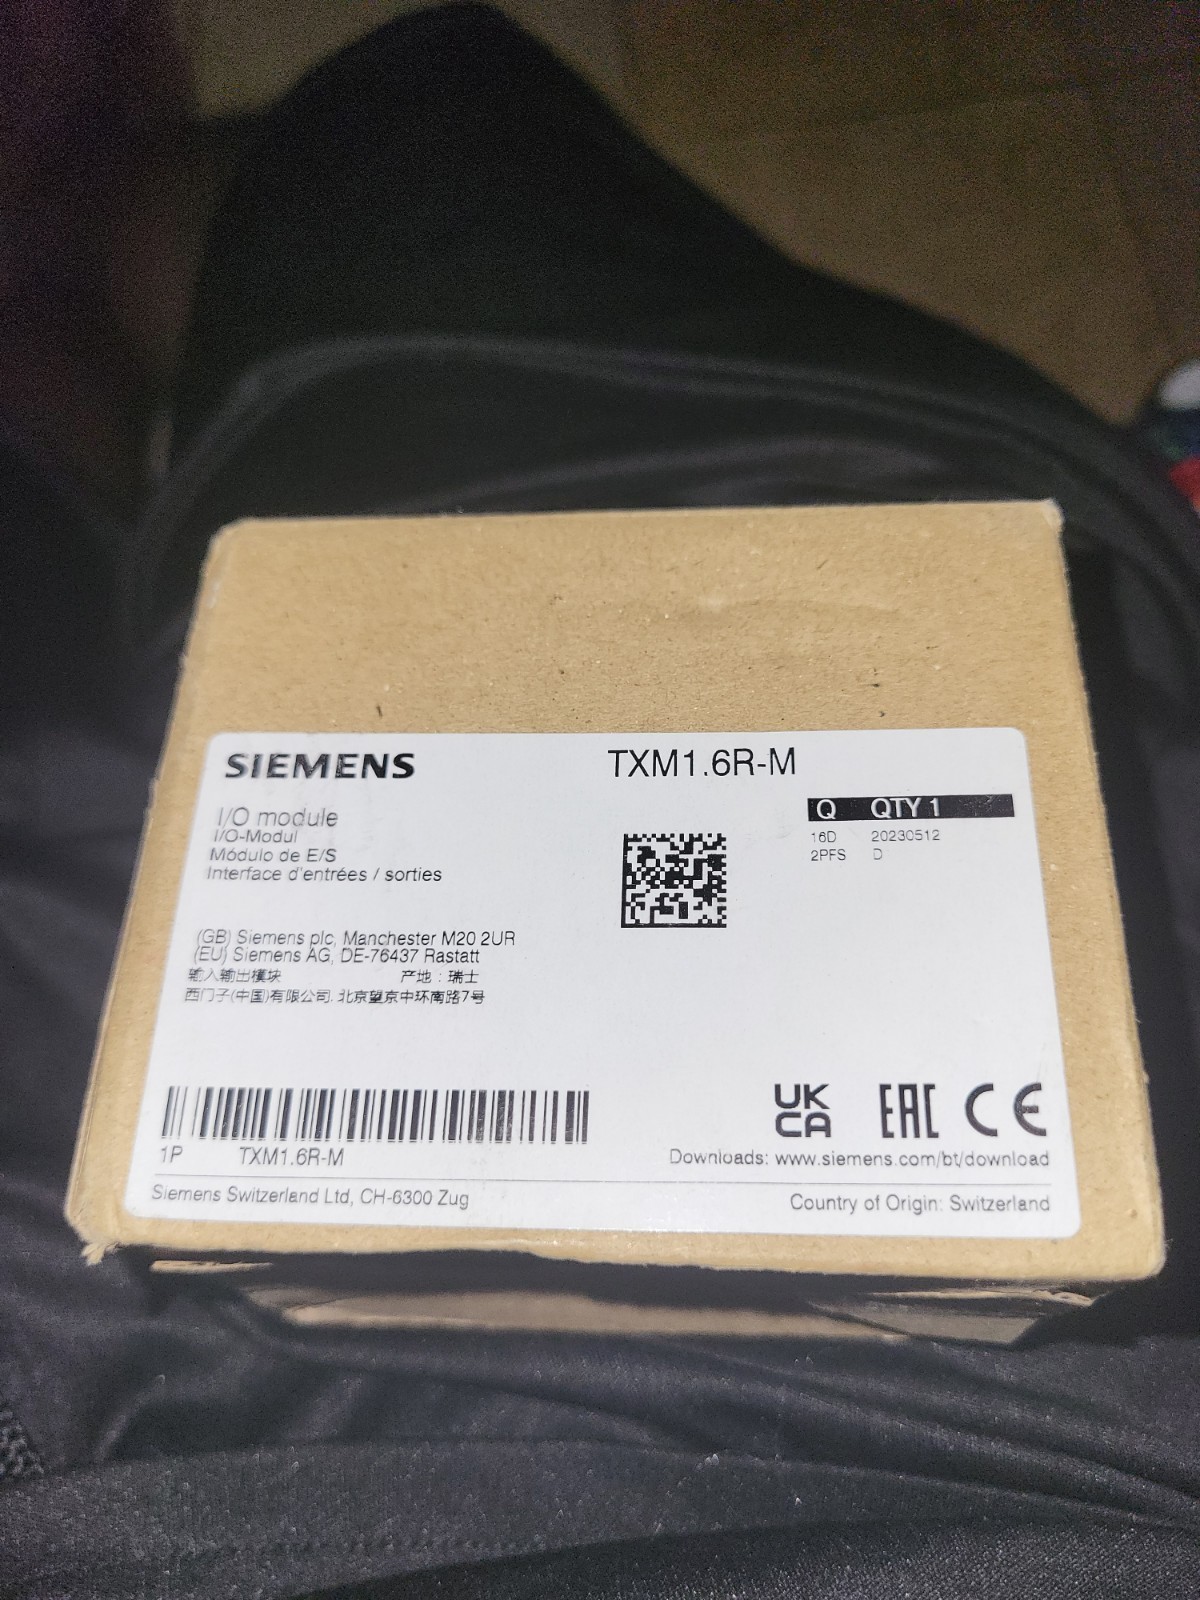 SIEMENS
TXM1.6R-M
I/O module
I/O-Modul
Módulo de E/S
Interface d'entrées / sorties
Q QTY 1
16D 20230512
2PFS D
(GB) Siemens plc, Manchester M20 2UR
(EU) Siemens AG, DE-76437 Rastatt
输入输出模块 产地：瑞士
西门子(中国)有限公司. 北京望京中环南路7号
UK
CA
EAC CE
1P TXM1.6R-M
Downloads: www.siemens.com/bt/download
Siemens Switzerland Ltd, CH-6300 Zug
Country of Origin: Switzerland